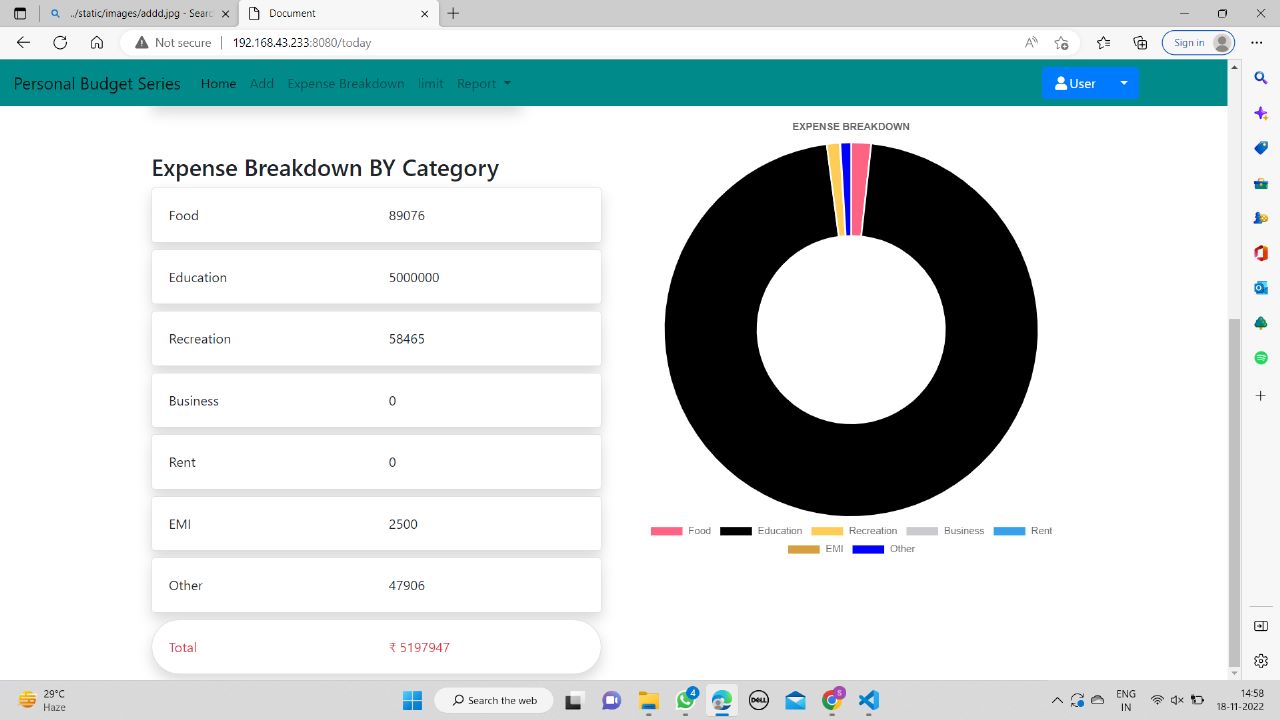 ../static/images/addd.jpg - Searc
Document
Not secure
192.168.43.233:8080/today
Sign in
Personal Budget Series
Home
Add
Expense Breakdown
limit
Report
User
EXPENSE BREAKDOWN
Expense Breakdown BY Category
Food 89076
Education 5000000
Recreation 58465
Business 0
Rent 0
EMI 2500
Other 47906
Total ₹ 5197947
Food Education Recreation Business Rent
EMI Other
29°C
Haze
Search the web
4
DELL
S
ENG
IN
14:58
18-11-2022